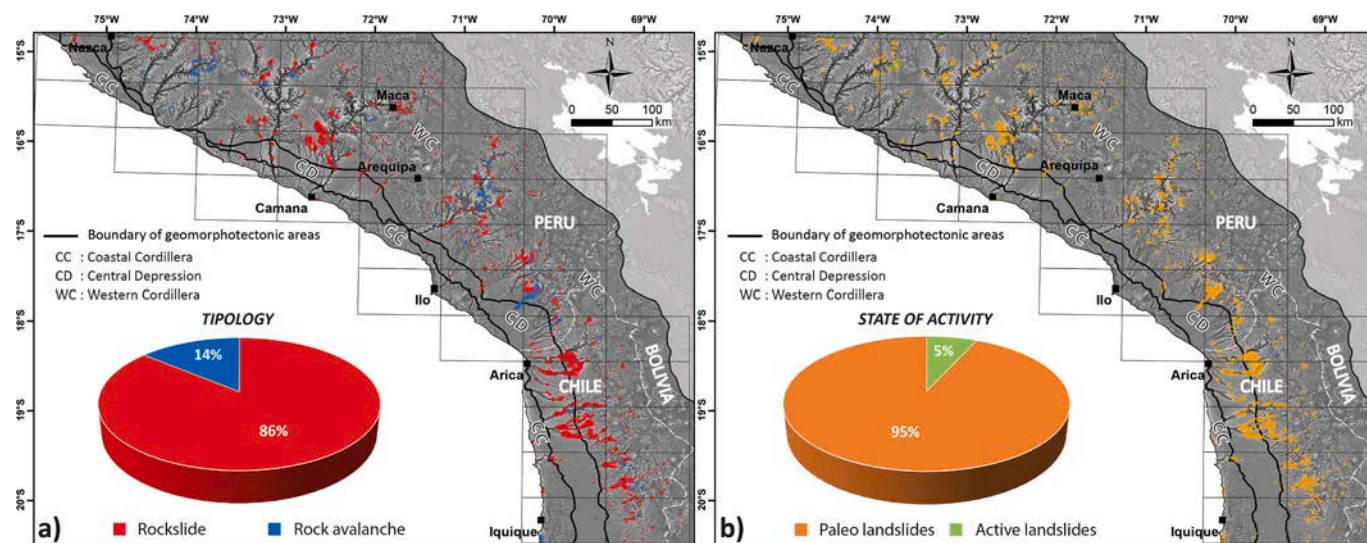 75°W 74°W 73°W 72°W 71°W 70°W 69°W
15°S
16°S
17°S
18°S
19°S
20°S
Nazca
CC
N
0 50 100
km
Maca
WC
Arequipa
CD
Camana
PERU
CC
Boundary of geomorphotectonic areas
CC : Coastal Cordillera
CD : Central Depression
WC : Western Cordillera
WC
Ilo
CD
TIPOLOGY
14%
86%
Arica
CHILE
BOLIVIA
CC
Iquique
a)
Rockslide
Rock avalanche
75°W 74°W 73°W 72°W 71°W 70°W 69°W
15°S
16°S
17°S
18°S
19°S
20°S
Nazca
CC
N
0 50 100
km
Maca
WC
Arequipa
CD
Camana
PERU
CC
Boundary of geomorphotectonic areas
CC : Coastal Cordillera
CD : Central Depression
WC : Western Cordillera
WC
Ilo
CD
STATE OF ACTIVITY
5%
95%
Arica
CHILE
BOLIVIA
CC
Iquique
b)
Paleo landslides
Active landslides